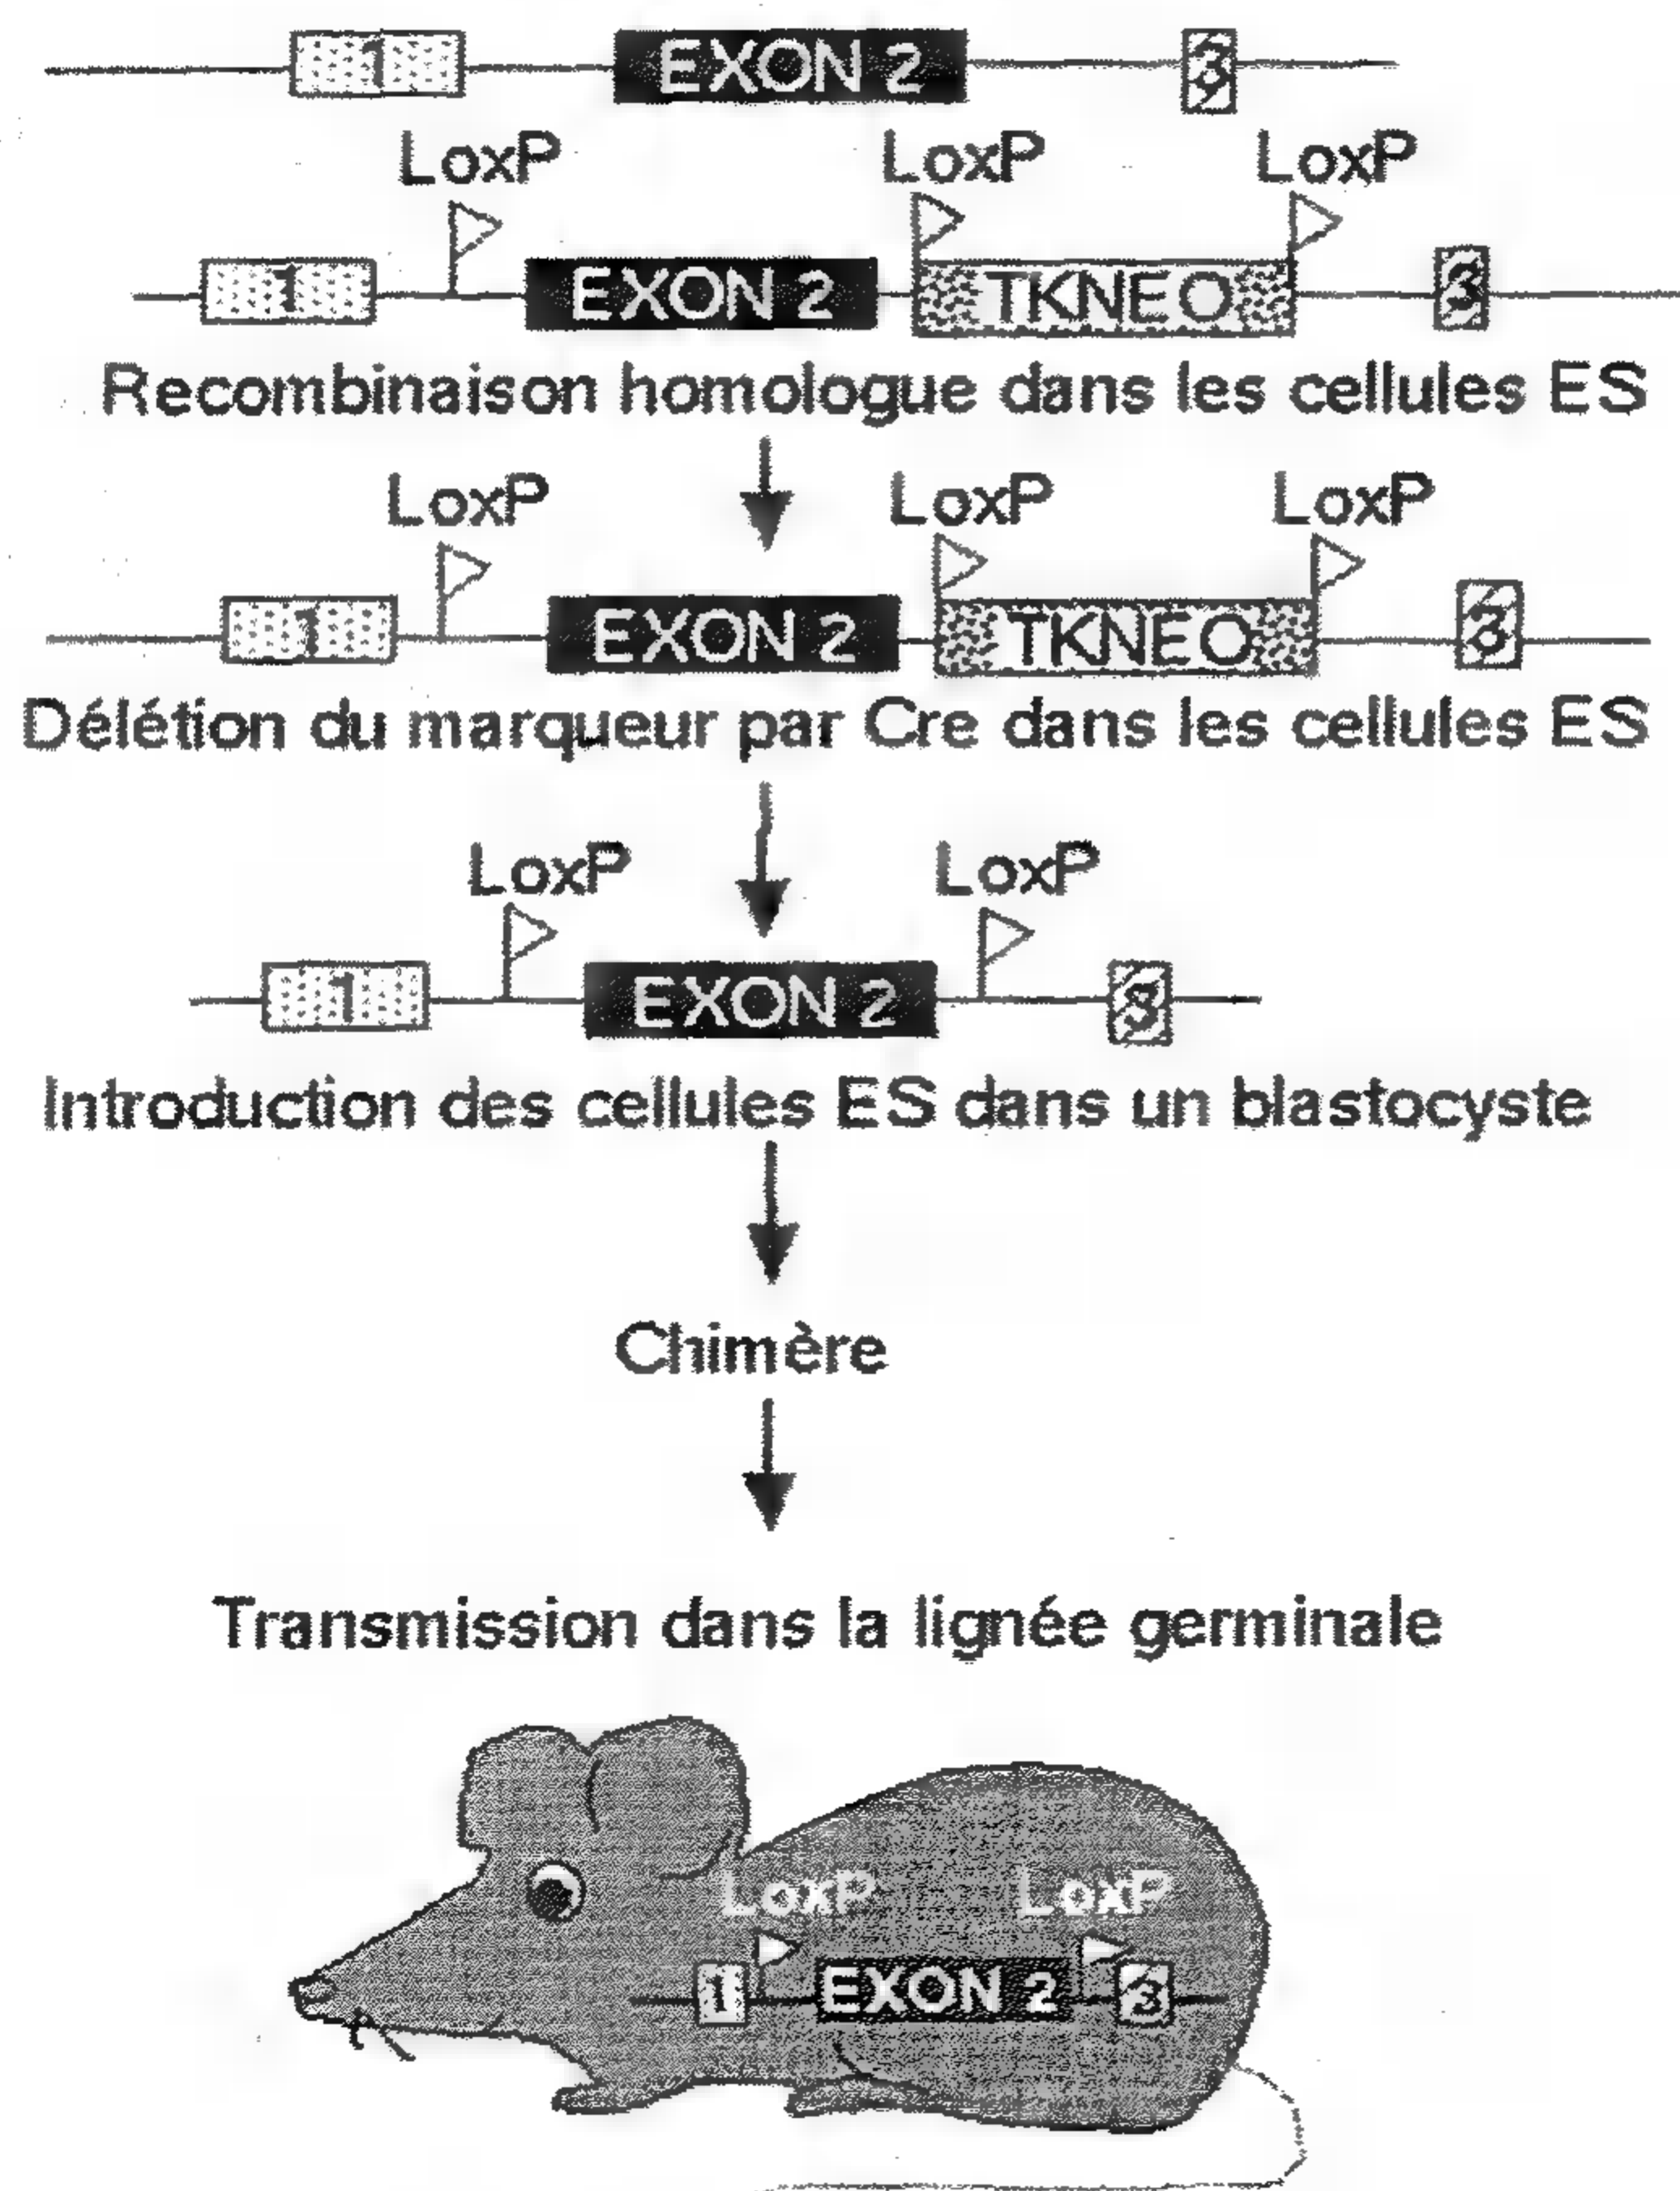 1 EXON 2 3
LoxP LoxP LoxP
1 EXON 2 TKNEO 3
Recombinaison homologue dans les cellules ES
LoxP LoxP LoxP
1 EXON 2 TKNEO 3
Délétion du marqueur par Cre dans les cellules ES
LoxP LoxP
1 EXON 2 3
Introduction des cellules ES dans un blastocyste
Chimère
Transmission dans la lignée germinale
LoxP LoxP
1 EXON 2 3